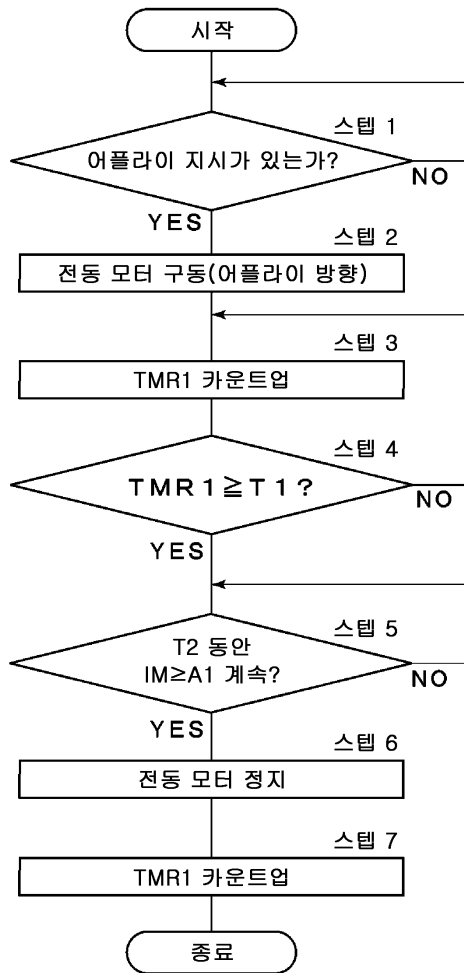 시작
스텝 1
어플라이 지시가 있는가?
NO
YES
스텝 2
전동 모터 구동(어플라이 방향)
스텝 3
TMR1 카운트업
스텝 4
TMR1≧T1?
NO
YES
스텝 5
T2 동안
IM≥A1 계속?
NO
YES
스텝 6
전동 모터 정지
스텝 7
TMR1 카운트업
종료